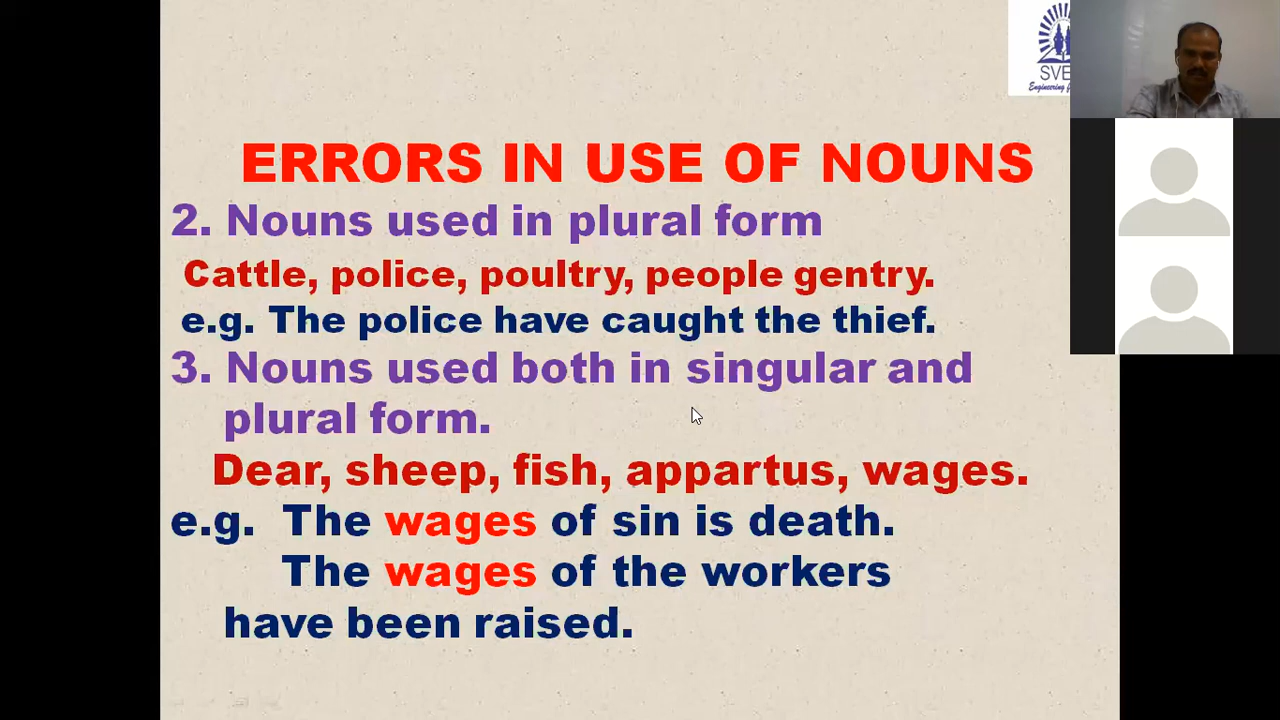 SVE
Engineering
ERRORS IN USE OF NOUNS
2. Nouns used in plural form
Cattle, police, poultry, people gentry.
e.g. The police have caught the thief.
3. Nouns used both in singular and
plural form.
Dear, sheep, fish, appartus, wages.
e.g. The wages of sin is death.
The wages of the workers
have been raised.